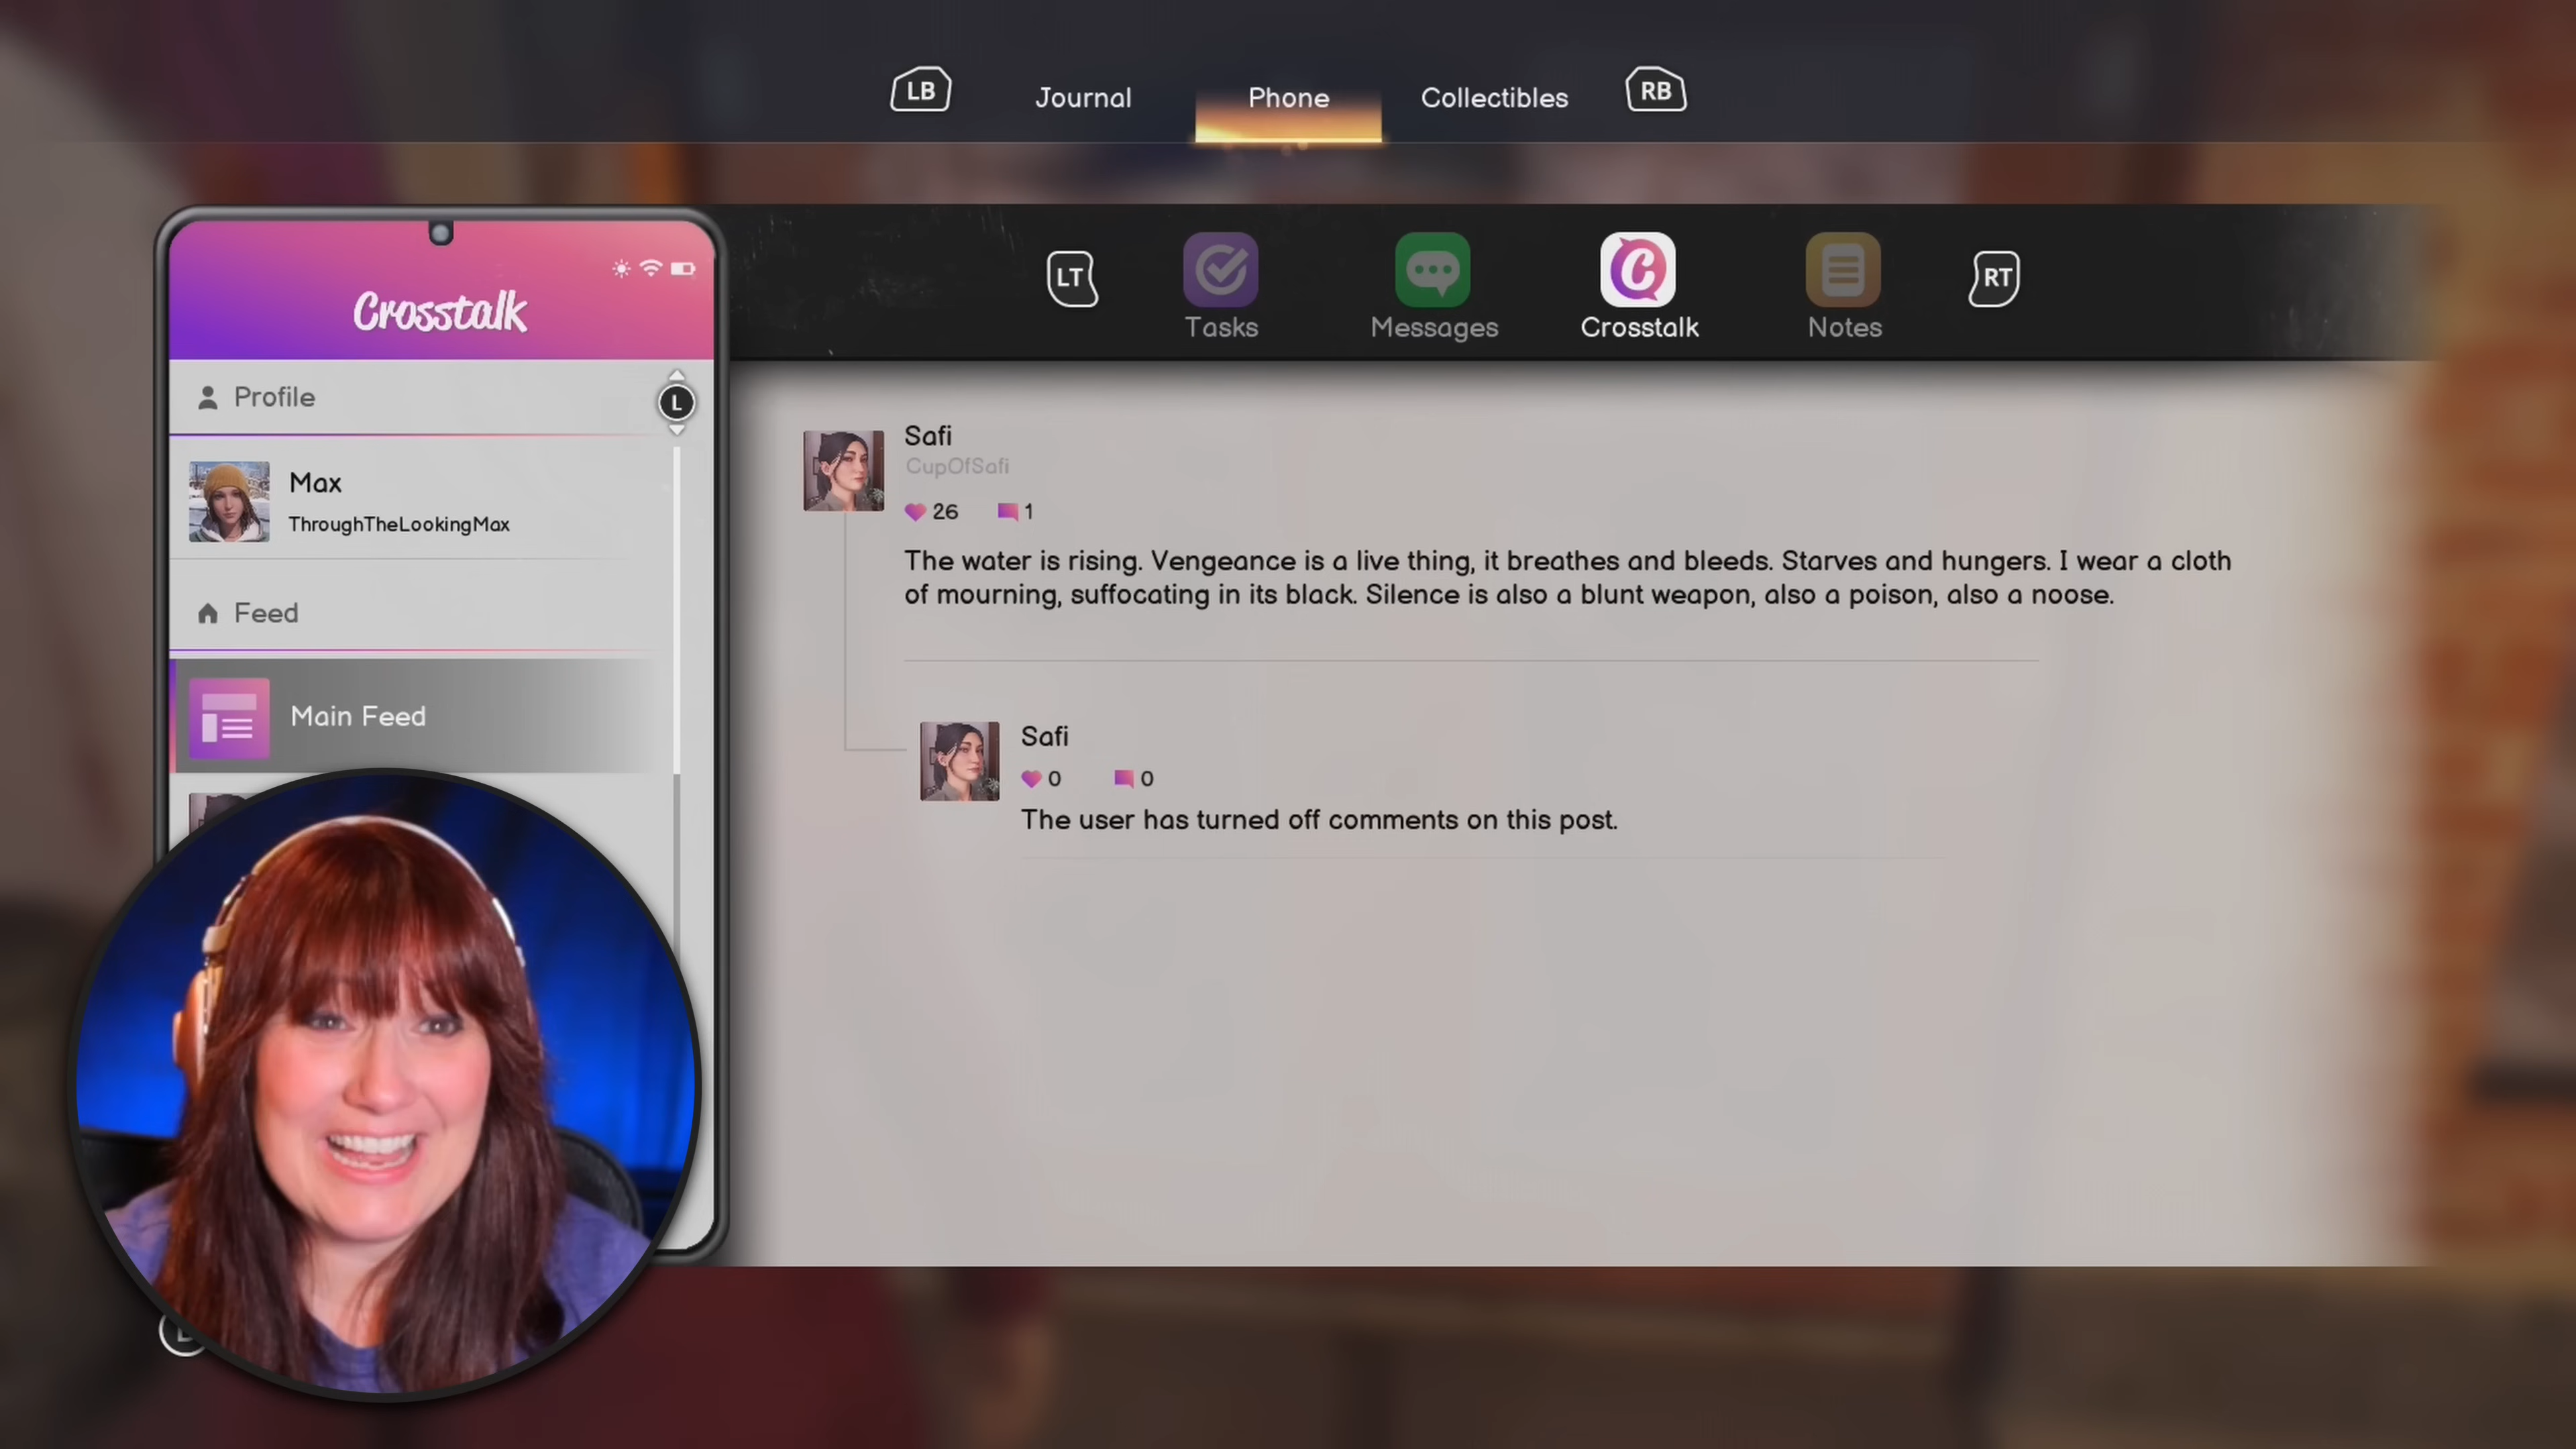 LB
Journal
Phone
Collectibles
RB
Crosstalk
LT
Tasks
Messages
Crosstalk
Notes
RT
Profile
L
Max
ThroughTheLookingMax
Feed
Main Feed
Safi
CupOfSafi
26
1
The water is rising. Vengeance is a live thing, it breathes and bleeds. Starves and hungers. I wear a cloth
of mourning, suffocating in its black. Silence is also a blunt weapon, also a poison, also a noose.
Safi
0
0
The user has turned off comments on this post.